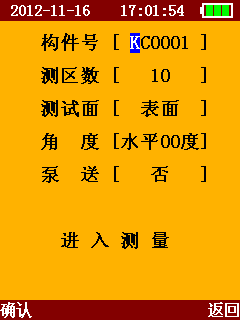 2012-11-16 17:01:54
构件号 [ KC0001 ]
测区数 [ 10 ]
测试面 [ 表面 ]
角 度 [水平00度]
泵 送 [ 否 ]
进入测量
确认 返回